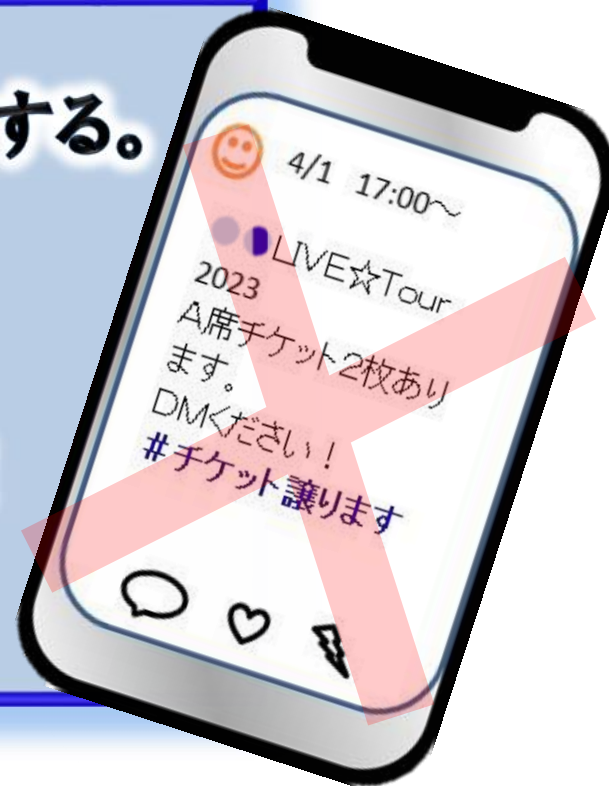 する。
4/1 17:00～
LIVE☆Tour
2023
A席チケット2枚あり
ます。
DMください！
#チケット譲ります